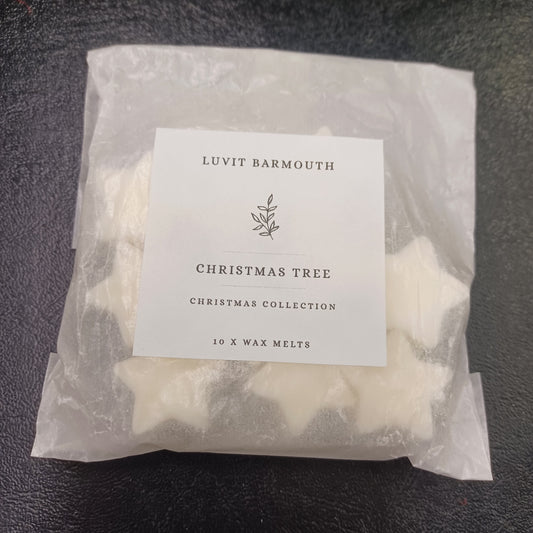 LUVIT BARMOUTH
CHRISTMAS TREE
CHRISTMAS COLLECTION
10 X WAX MELTS